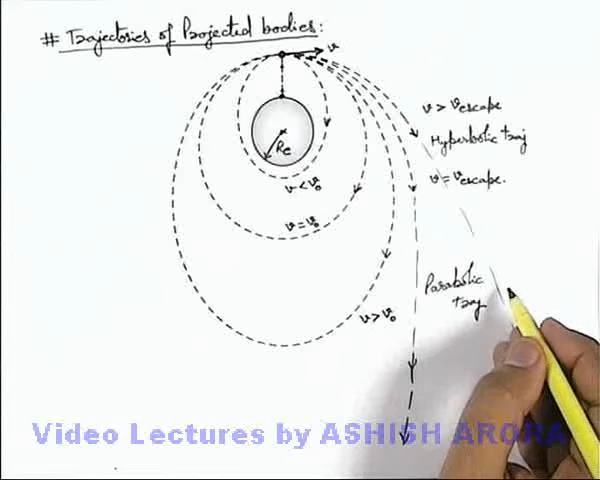 # Trajectories of Projected bodies:
v
v > vescape
Hyperbolic traj
Re
v = vescape.
v < v₀
v = v₀
Parabolic
traj
v > v₀
Video Lectures by ASHISH ARORA